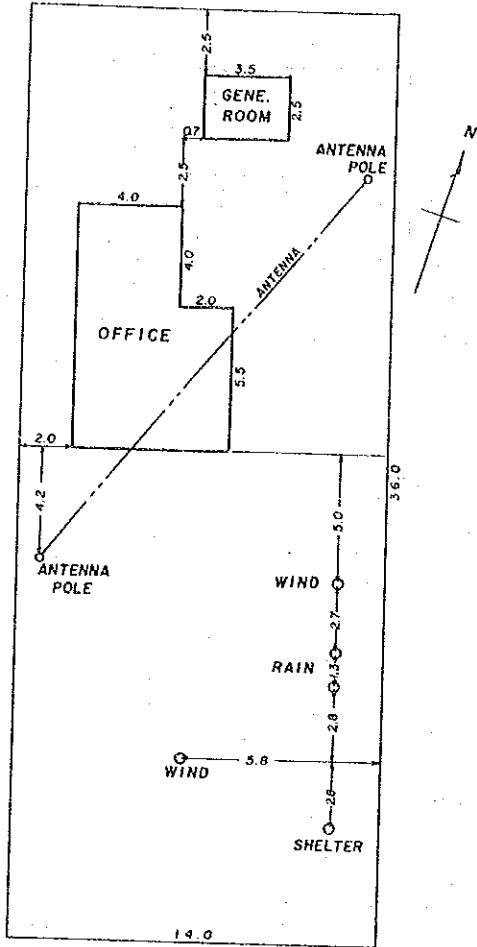 2.5
3.5
GENE.
ROOM
2.5
0.7
2.5
ANTENNA
POLE
N
4.0
4.0
ANTENNA
2.0
OFFICE
5.5
2.0
4.2
36.0
5.0
ANTENNA
POLE
WIND
2.7
RAIN
1.3
2.8
WIND
5.8
2.8
SHELTER
14.0